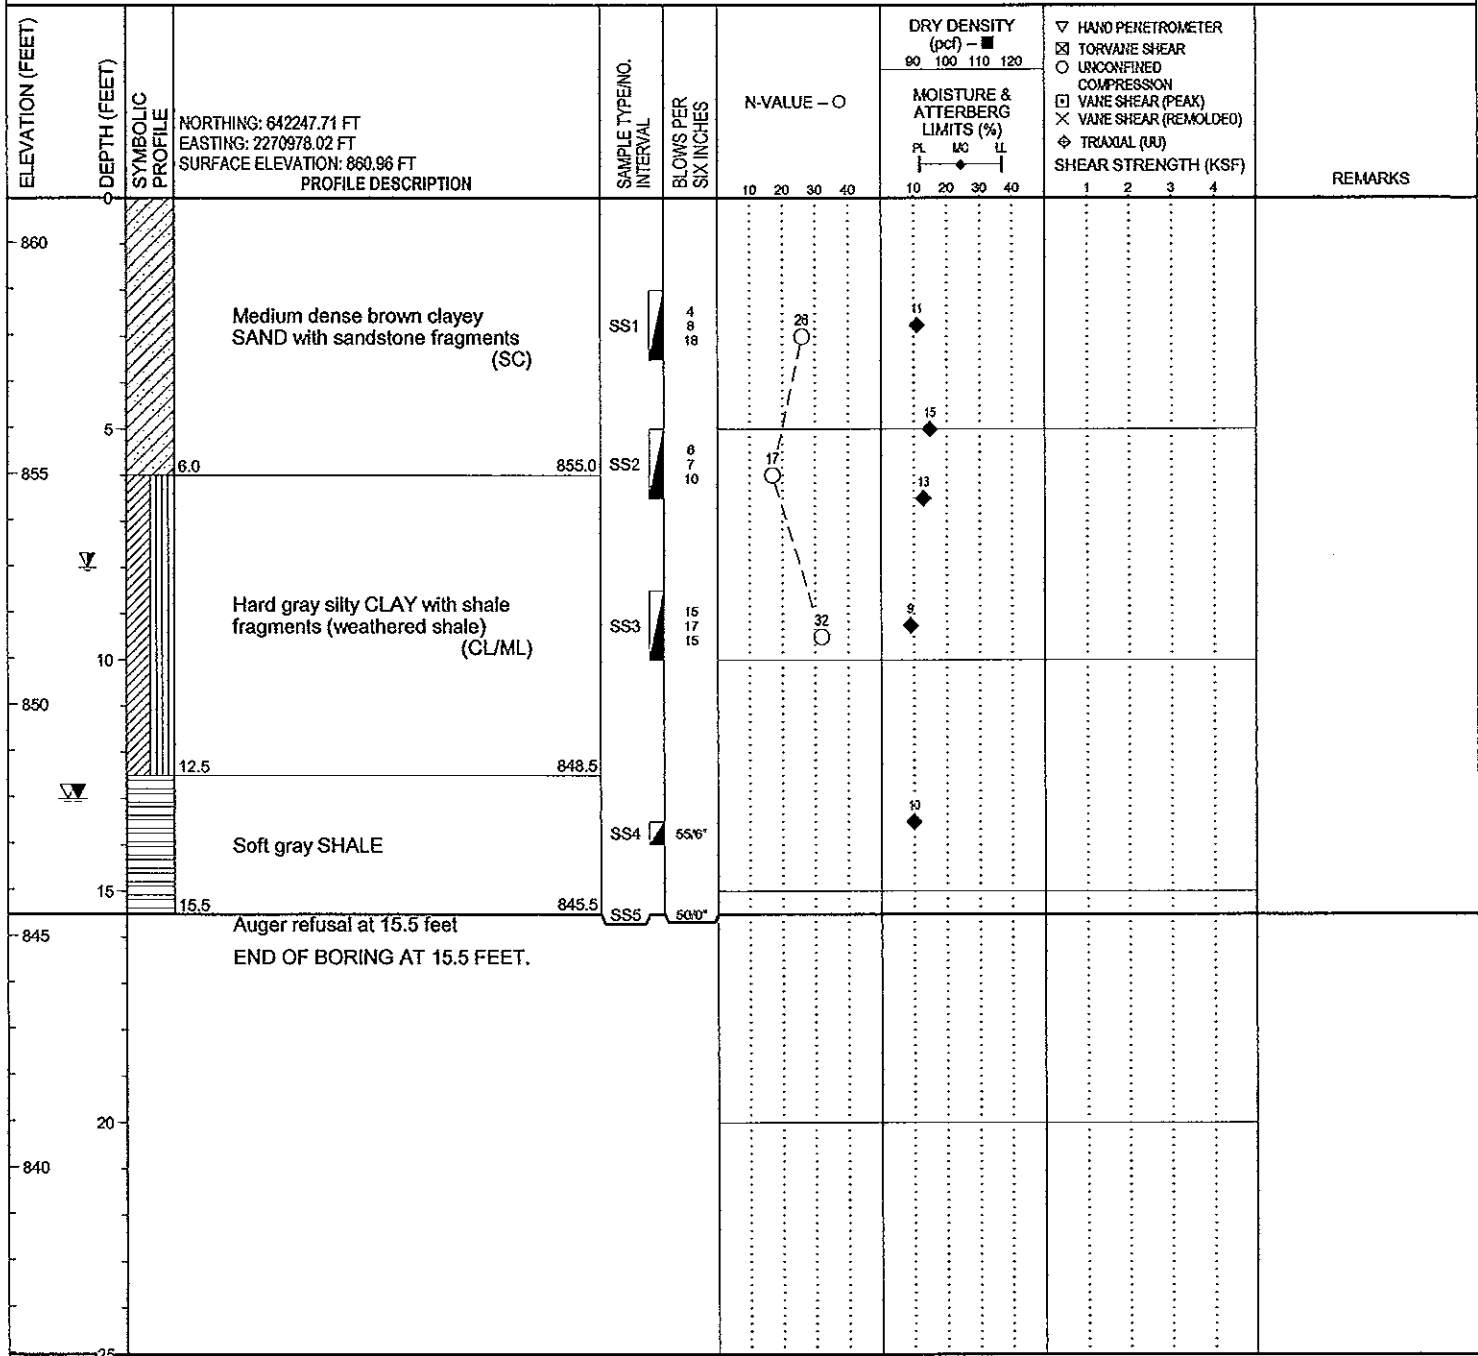 ELEVATION (FEET)
DEPTH (FEET)
SYMBOLIC
PROFILE
NORTHING: 642247.71 FT
EASTING: 2270978.02 FT
SURFACE ELEVATION: 860.96 FT
PROFILE DESCRIPTION
SAMPLE TYPE/NO.
INTERVAL
BLOWS PER
SIX INCHES
N-VALUE – O
10 20 30 40
DRY DENSITY
(pcf) – ■
90 100 110 120
MOISTURE &
ATTERBERG
LIMITS (%)
PL MC LL
10 20 30 40
▽ HAND PENETROMETER
☒ TORVANE SHEAR
○ UNCONFINED
COMPRESSION
⊡ VANE SHEAR (PEAK)
✕ VANE SHEAR (REMOLDED)
TRIAXIAL (UU)
SHEAR STRENGTH (KSF)
1 2 3 4
REMARKS
0
860
Medium dense brown clayey
SAND with sandstone fragments
(SC)
SS1
4
8
18
26
11
5
15
6.0 855.0
855
SS2
6
7
10
17
13
Hard gray silty CLAY with shale
fragments (weathered shale)
(CL/ML)
SS3
15
17
15
32
9
10
850
12.5 848.5
Soft gray SHALE
SS4
55/6"
10
15
15.5 845.5
SS5
50/0"
Auger refusal at 15.5 feet
845
END OF BORING AT 15.5 FEET.
20
840
25